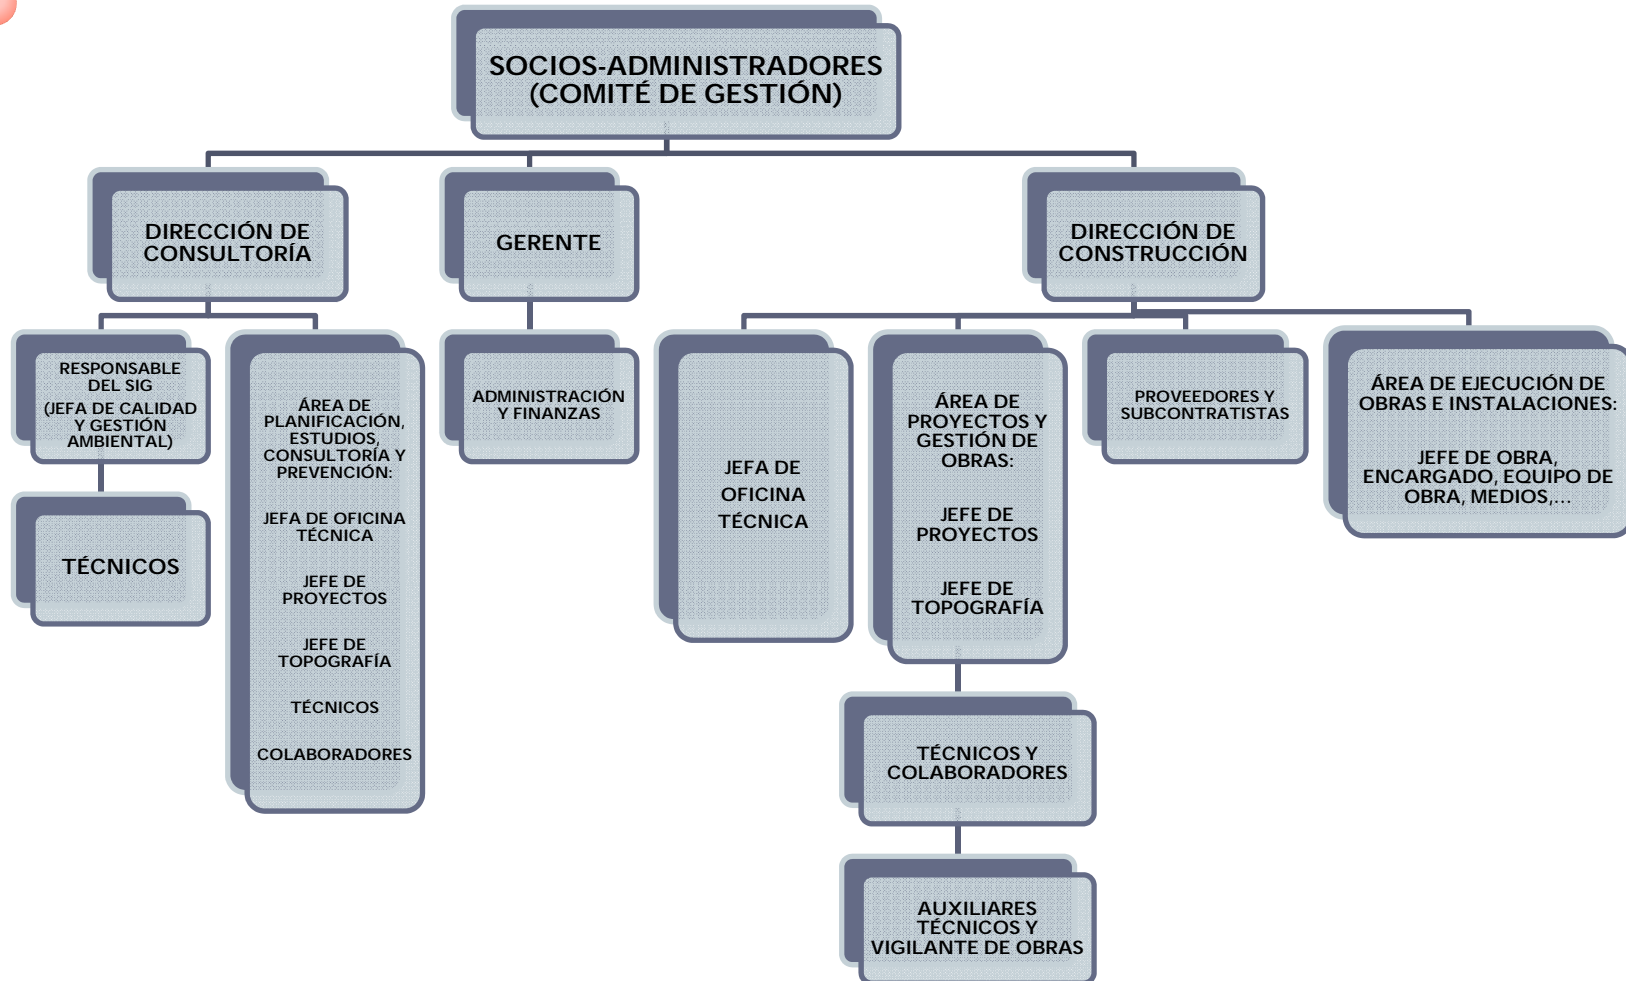 SOCIOS-ADMINISTRADORES
(COMITÉ DE GESTIÓN)
DIRECCIÓN DE
CONSULTORÍA
GERENTE
DIRECCIÓN DE
CONSTRUCCIÓN
RESPONSABLE
DEL SIG
(JEFA DE CALIDAD
Y GESTIÓN
AMBIENTAL)
TÉCNICOS
ÁREA DE
PLANIFICACIÓN,
ESTUDIOS,
CONSULTORÍA Y
PREVENCIÓN:
JEFA DE OFICINA
TÉCNICA
JEFE DE
PROYECTOS
JEFE DE
TOPOGRAFÍA
TÉCNICOS
COLABORADORES
ADMINISTRACIÓN
Y FINANZAS
JEFA DE
OFICINA
TÉCNICA
ÁREA DE
PROYECTOS Y
GESTIÓN DE
OBRAS:
JEFE DE
PROYECTOS
JEFE DE
TOPOGRAFÍA
TÉCNICOS Y
COLABORADORES
AUXILIARES
TÉCNICOS Y
VIGILANTE DE OBRAS
PROVEEDORES Y
SUBCONTRATISTAS
ÁREA DE EJECUCIÓN DE
OBRAS E INSTALACIONES:
JEFE DE OBRA,
ENCARGADO, EQUIPO DE
OBRA, MEDIOS,...